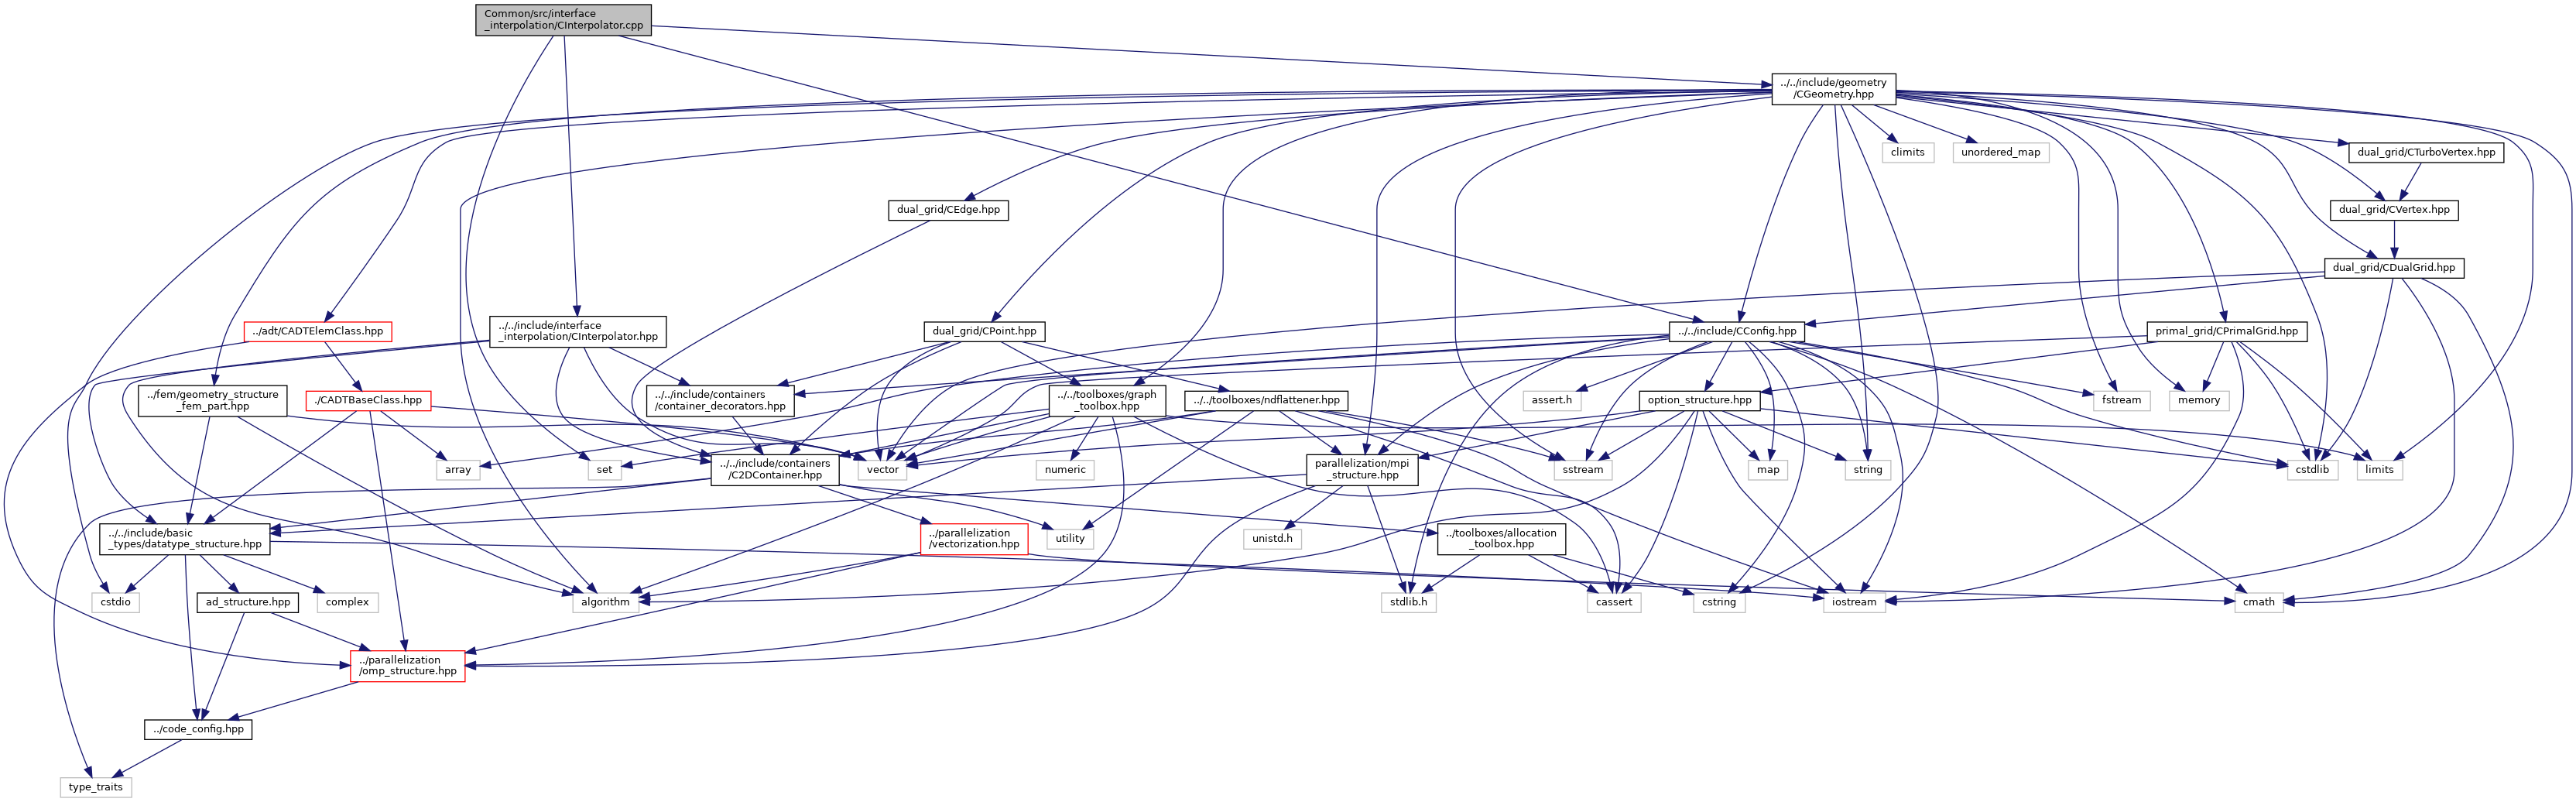 Common/src/interface
_interpolation/CInterpolator.cpp
../../include/geometry
/CGeometry.hpp
climits
unordered_map
dual_grid/CTurboVertex.hpp
dual_grid/CEdge.hpp
dual_grid/CVertex.hpp
dual_grid/CDualGrid.hpp
../adt/CADTElemClass.hpp
../../include/interface
_interpolation/CInterpolator.hpp
dual_grid/CPoint.hpp
../../include/CConfig.hpp
primal_grid/CPrimalGrid.hpp
../fem/geometry_structure
_fem_part.hpp
./CADTBaseClass.hpp
../../include/containers
/container_decorators.hpp
../../toolboxes/graph
_toolbox.hpp
../../toolboxes/ndflattener.hpp
assert.h
option_structure.hpp
fstream
memory
array
set
../../include/containers
/C2DContainer.hpp
vector
numeric
parallelization/mpi
_structure.hpp
sstream
map
string
cstdlib
limits
../../include/basic
_types/datatype_structure.hpp
../parallelization
/vectorization.hpp
utility
unistd.h
../toolboxes/allocation
_toolbox.hpp
cstdio
ad_structure.hpp
complex
algorithm
stdlib.h
cassert
cstring
iostream
cmath
../parallelization
/omp_structure.hpp
../code_config.hpp
type_traits